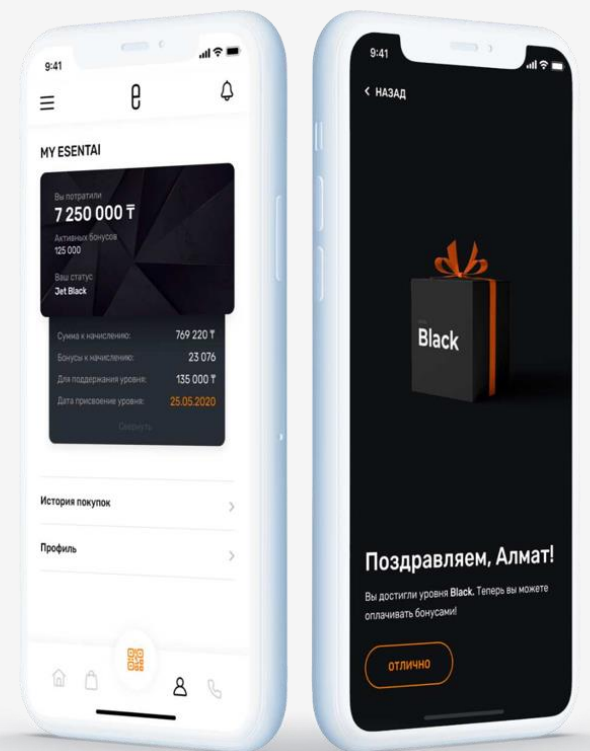 9:41
e
MY ESENTAI
Вы потратили
7 250 000 ₸
Активных бонусов
125 000
Ваш статус
Jet Black
Сумма к начислению: 769 220 ₸
Бонусы к начислению: 23 076
Для поддержания уровня: 135 000 ₸
Дата присвоение уровня: 25.05.2020
Свернуть
История покупок
Профиль
9:41
НАЗАД
Black
Поздравляем, Алмат!
Вы достигли уровня Black. Теперь вы можете
оплачивать бонусами!
ОТЛИЧНО